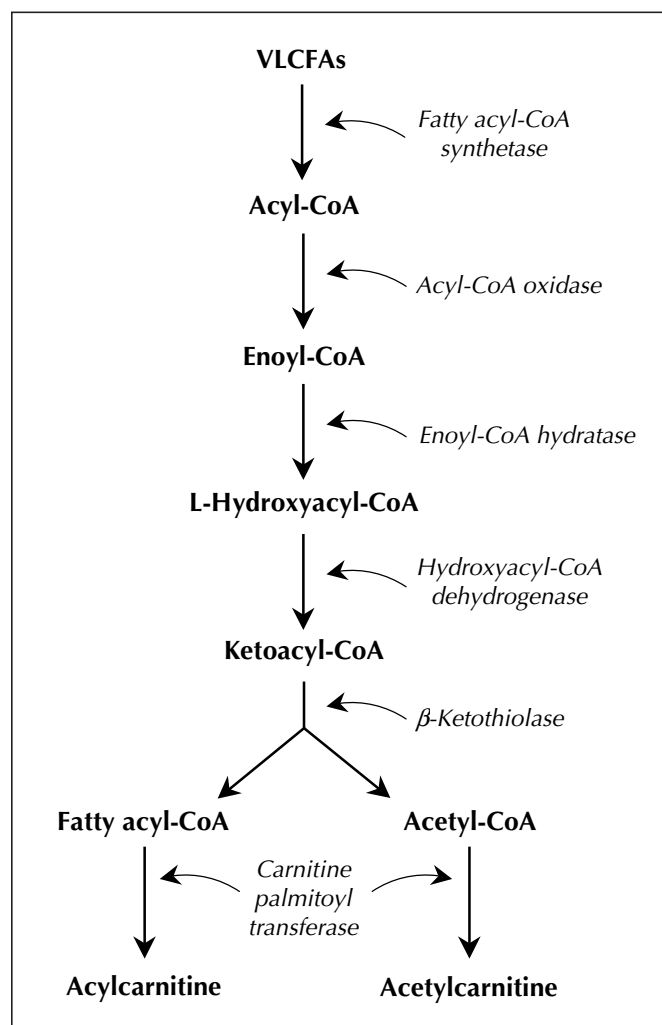 VLCFAs
Fatty acyl-CoA
synthetase
Acyl-CoA
Acyl-CoA oxidase
Enoyl-CoA
Enoyl-CoA hydratase
L-Hydroxyacyl-CoA
Hydroxyacyl-CoA
dehydrogenase
Ketoacyl-CoA
β-Ketothiolase
Fatty acyl-CoA
Acetyl-CoA
Carnitine
palmitoyl
transferase
Acylcarnitine
Acetylcarnitine